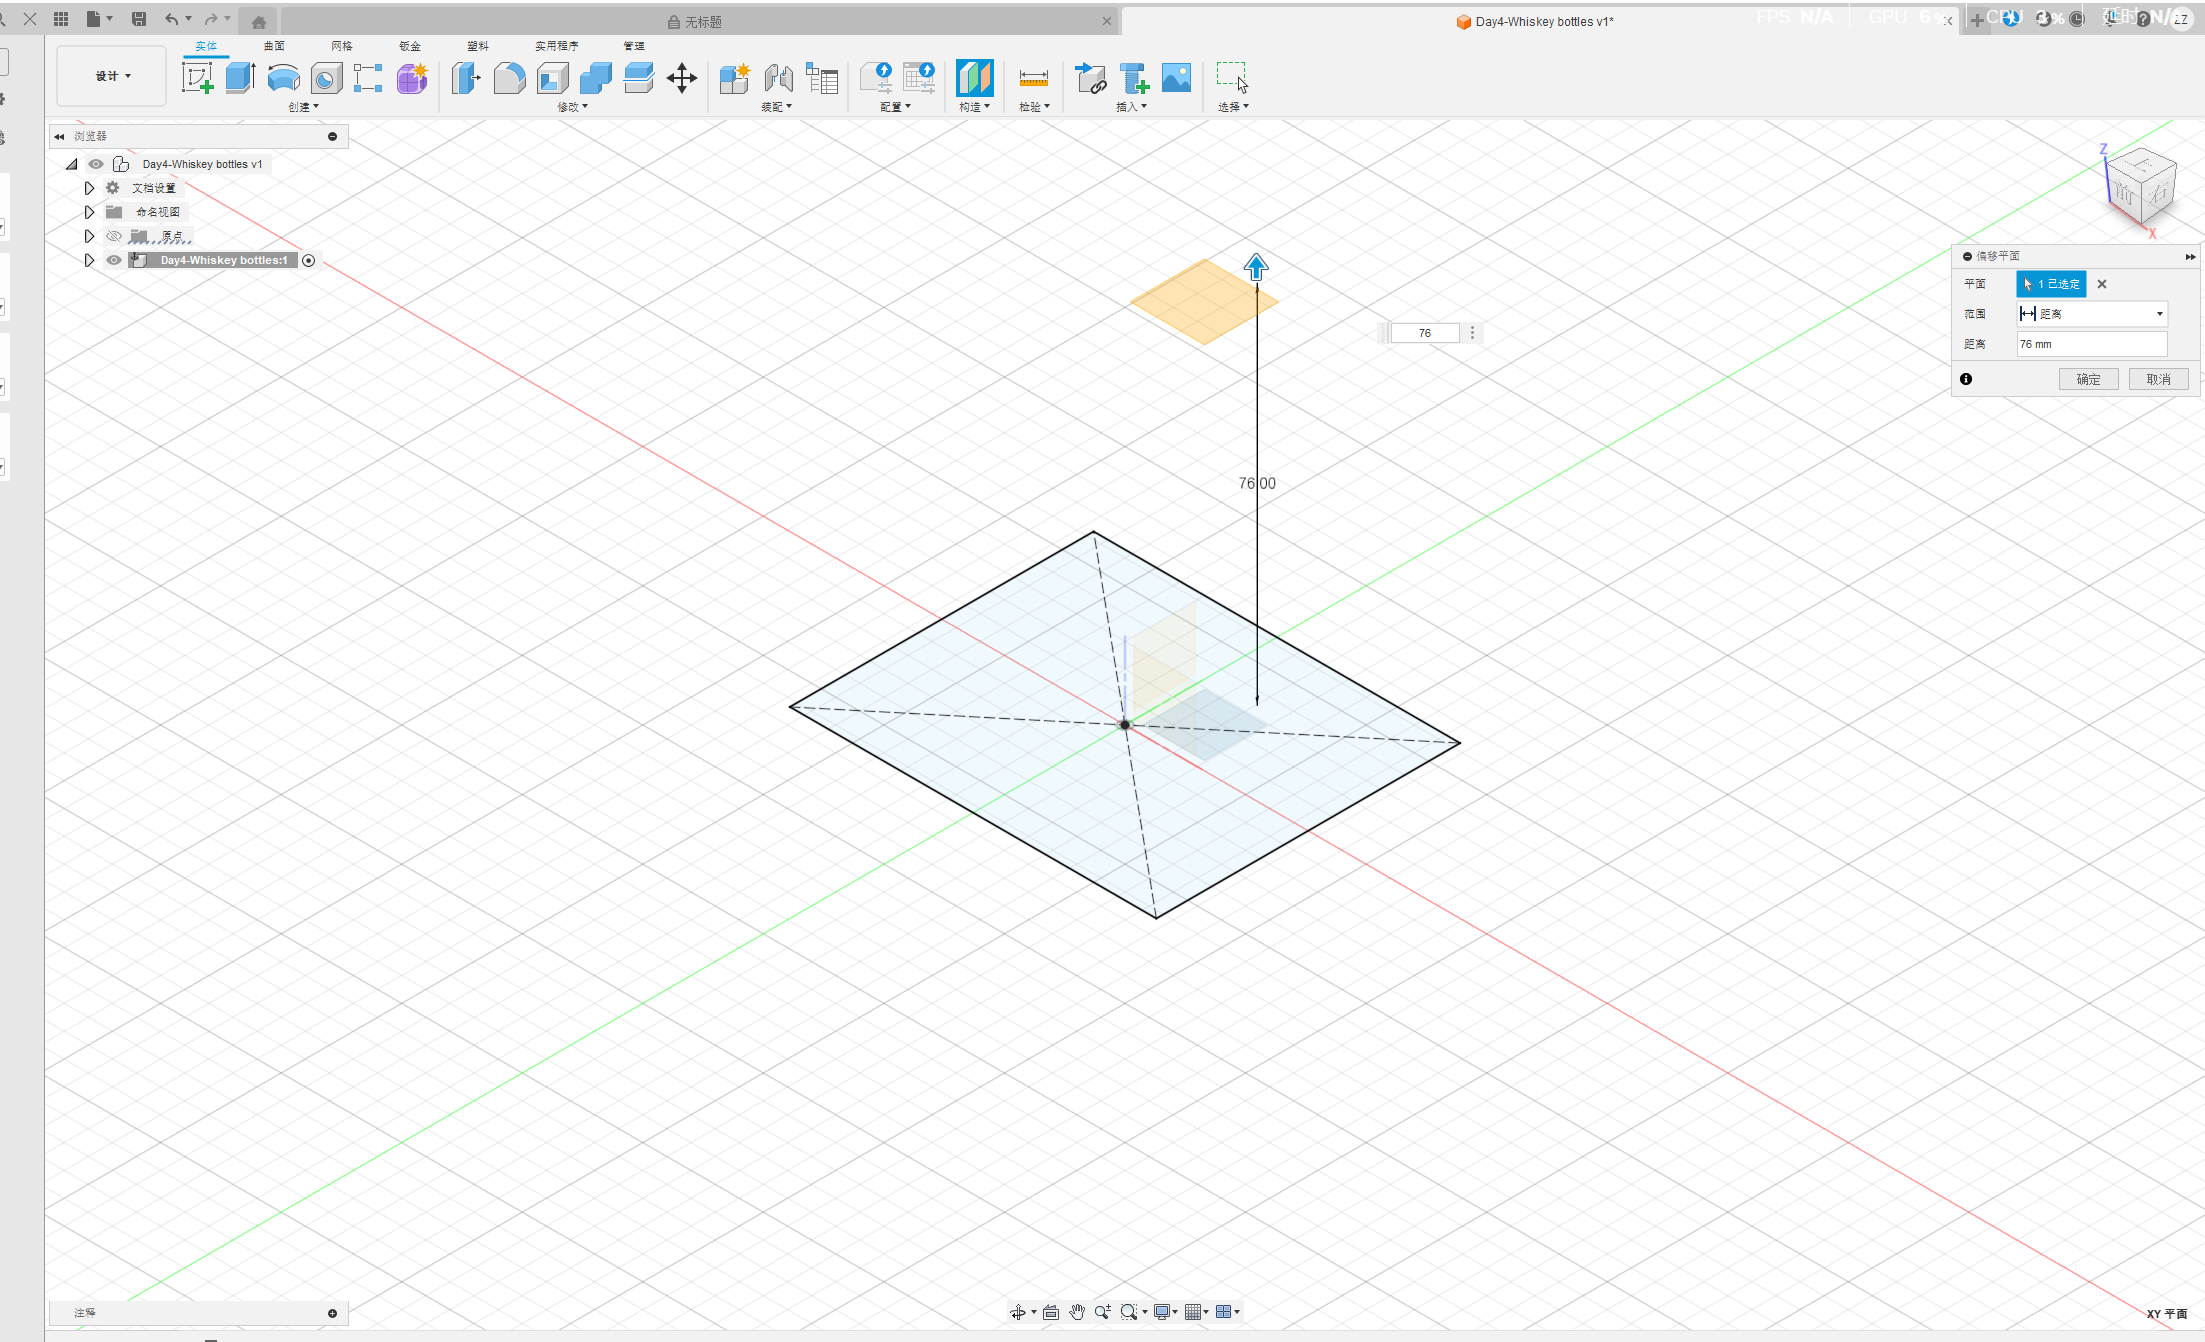 无标题
Day4-Whiskey bottles v1*
FPS N/A
GPU 6
CPU 3%
延时 N/A
设计
实体 曲面 网格 钣金 塑料 实用程序 管理
创建 修改 装配 配置 构造 检验 插入 选择
浏览器
Day4-Whiskey bottles v1
文档设置
命名视图
原点
Day4-Whiskey bottles:1
Z
上
前
右
X
偏移平面
平面 1 已选定
范围 距离
距离 76 mm
确定 取消
76
76.00
注释
XY 平面